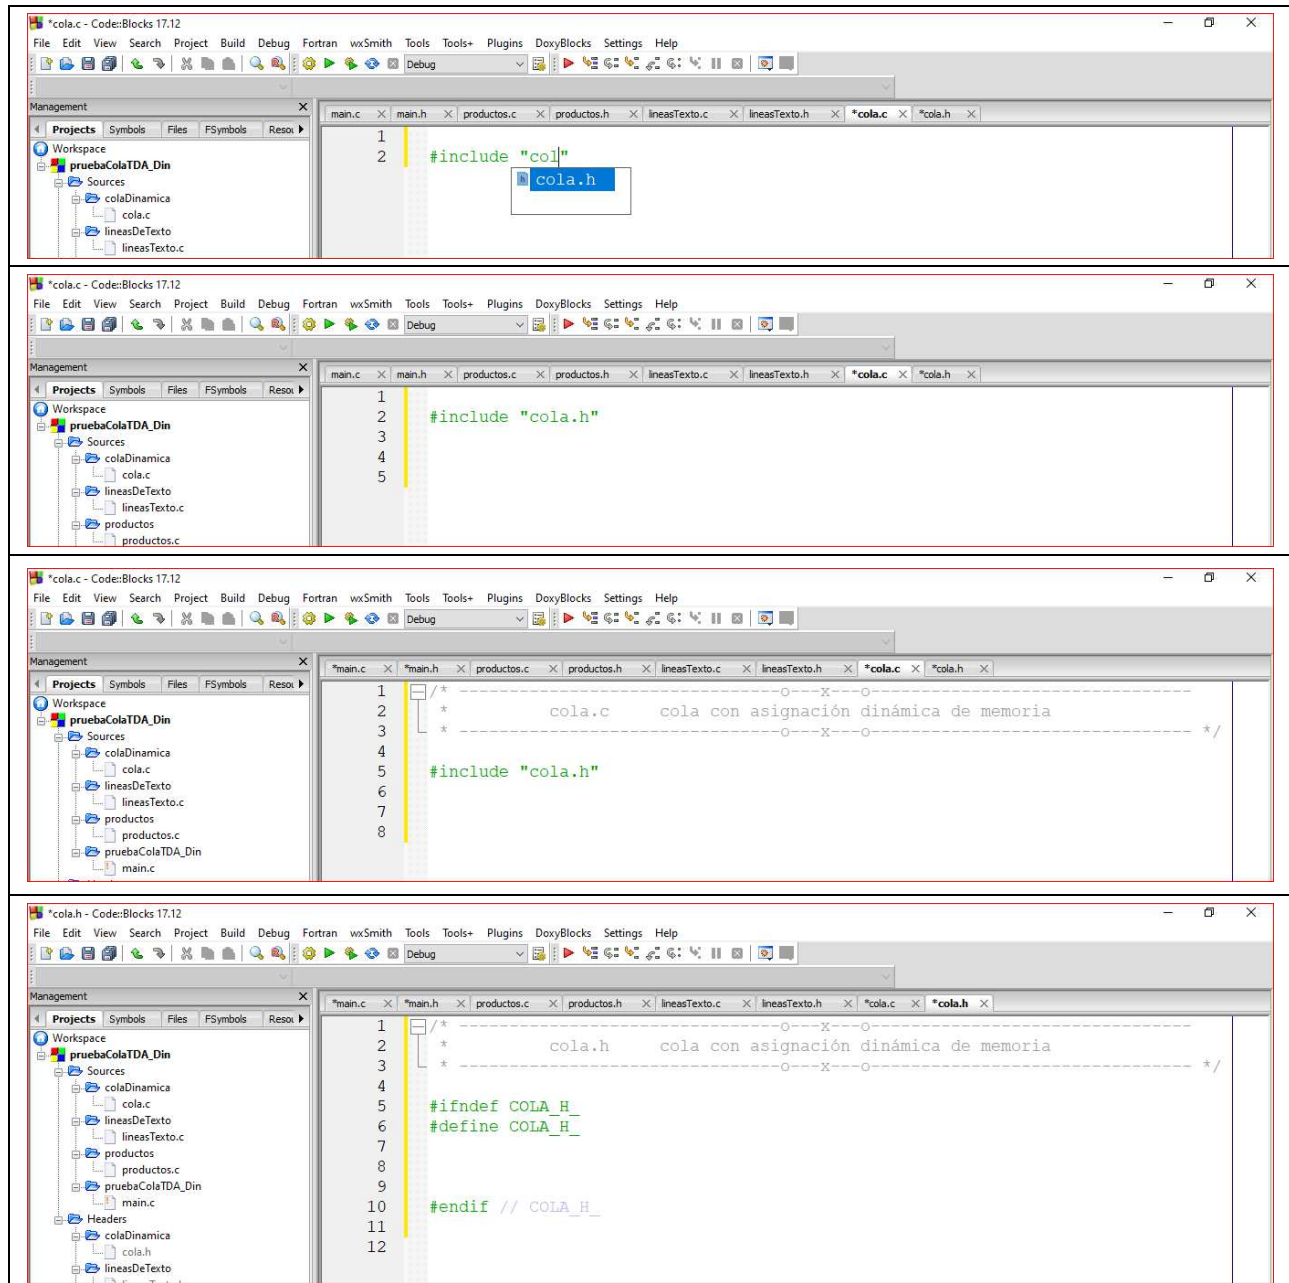 *cola.c - Code::Blocks 17.12
File Edit View Search Project Build Debug Fortran wxSmith Tools Tools+ Plugins DoxyBlocks Settings Help
Debug
Management
main.c main.h productos.c productos.h lineasTexto.c lineasTexto.h *cola.c *cola.h
Projects Symbols Files FSymbols Resou
Workspace
pruebaColaTDA_Din
Sources
colaDinamica
cola.c
lineasDeTexto
lineasTexto.c
1
2 #include "col"
cola.h
*cola.c - Code::Blocks 17.12
File Edit View Search Project Build Debug Fortran wxSmith Tools Tools+ Plugins DoxyBlocks Settings Help
Debug
Management
main.c main.h productos.c productos.h lineasTexto.c lineasTexto.h *cola.c *cola.h
Projects Symbols Files FSymbols Resou
Workspace
pruebaColaTDA_Din
Sources
colaDinamica
cola.c
lineasDeTexto
lineasTexto.c
productos
productos.c
1
2 #include "cola.h"
3
4
5
*cola.c - Code::Blocks 17.12
File Edit View Search Project Build Debug Fortran wxSmith Tools Tools+ Plugins DoxyBlocks Settings Help
Debug
Management
*main.c *main.h productos.c productos.h lineasTexto.c lineasTexto.h *cola.c *cola.h
Projects Symbols Files FSymbols Resou
Workspace
pruebaColaTDA_Din
Sources
colaDinamica
cola.c
lineasDeTexto
lineasTexto.c
productos
productos.c
pruebaColaTDA_Din
main.c
1 /* --------------------------------o---x---o--------------------------------
2 * cola.c cola con asignación dinámica de memoria
3 * --------------------------------o---x---o-------------------------------- */
4
5 #include "cola.h"
6
7
8
*cola.h - Code::Blocks 17.12
File Edit View Search Project Build Debug Fortran wxSmith Tools Tools+ Plugins DoxyBlocks Settings Help
Debug
Management
*main.c *main.h productos.c productos.h lineasTexto.c lineasTexto.h *cola.c *cola.h
Projects Symbols Files FSymbols Resou
Workspace
pruebaColaTDA_Din
Sources
colaDinamica
cola.c
lineasDeTexto
lineasTexto.c
productos
productos.c
pruebaColaTDA_Din
main.c
Headers
colaDinamica
cola.h
lineasDeTexto
1 /* --------------------------------o---x---o--------------------------------
2 * cola.h cola con asignación dinámica de memoria
3 * --------------------------------o---x---o-------------------------------- */
4
5 #ifndef COLA_H_
6 #define COLA_H_
7
8
9
10 #endif // COLA_H_
11
12